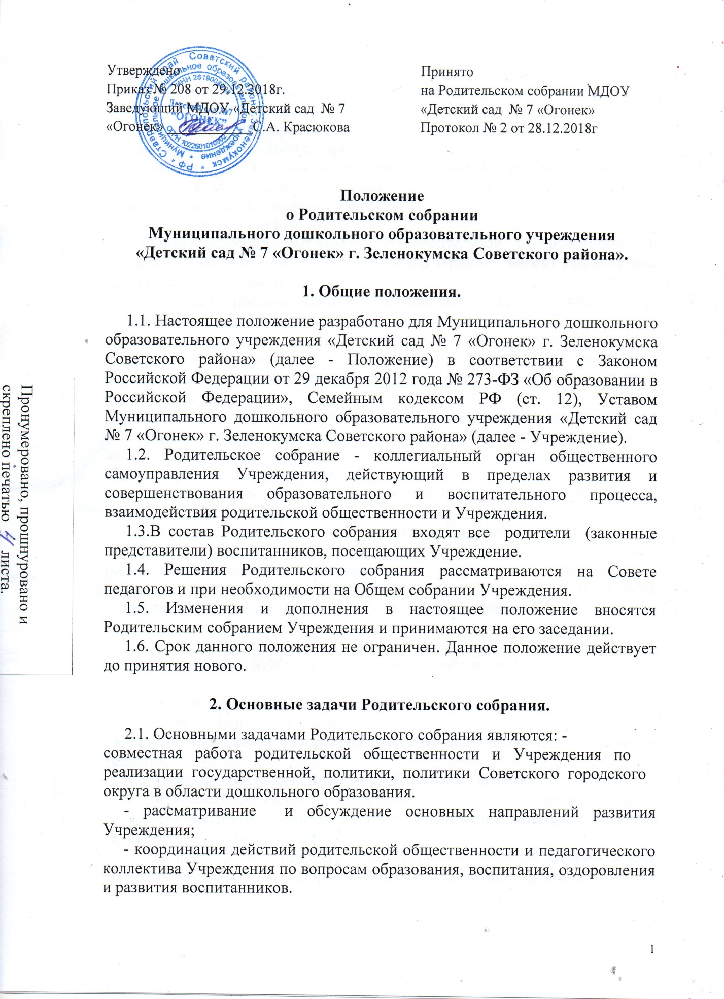 Утверждено
Приказ № 208 от 29.12.2018г.
Заведующий МДОУ «Детский сад № 7
«Огонек» ____________ С.А. Красюкова
Принято
на Родительском собрании МДОУ
«Детский сад № 7 «Огонек»
Протокол № 2 от 28.12.2018г
РФ * Ставропольский край Советский район г. Зеленокумск *
Муниципальное дошкольное образовательное учреждение *
Детский сад №7
"ОГОНЕК"
ОГРН 1022601010002
Положение
о Родительском собрании
Муниципального дошкольного образовательного учреждения
«Детский сад № 7 «Огонек» г. Зеленокумска Советского района».
1. Общие положения.
1.1. Настоящее положение разработано для Муниципального дошкольного
образовательного учреждения «Детский сад № 7 «Огонек» г. Зеленокумска
Советского района» (далее - Положение) в соответствии с Законом
Российской Федерации от 29 декабря 2012 года № 273-ФЗ «Об образовании в
Российской Федерации», Семейным кодексом РФ (ст. 12), Уставом
Муниципального дошкольного образовательного учреждения «Детский сад
№ 7 «Огонек» г. Зеленокумска Советского района» (далее - Учреждение).
1.2. Родительское собрание - коллегиальный орган общественного
самоуправления Учреждения, действующий в пределах развития и
совершенствования образовательного и воспитательного процесса,
взаимодействия родительской общественности и Учреждения.
1.3.В состав Родительского собрания входят все родители (законные
представители) воспитанников, посещающих Учреждение.
1.4. Решения Родительского собрания рассматриваются на Совете
педагогов и при необходимости на Общем собрании Учреждения.
1.5. Изменения и дополнения в настоящее положение вносятся
Родительским собранием Учреждения и принимаются на его заседании.
1.6. Срок данного положения не ограничен. Данное положение действует
до принятия нового.
2. Основные задачи Родительского собрания.
2.1. Основными задачами Родительского собрания являются: -
совместная работа родительской общественности и Учреждения по
реализации государственной, политики, политики Советского городского
округа в области дошкольного образования.
- рассматривание и обсуждение основных направлений развития
Учреждения;
- координация действий родительской общественности и педагогического
коллектива Учреждения по вопросам образования, воспитания, оздоровления
и развития воспитанников.
1
Пронумеровано, прошнуровано и
скреплено печатью 4 листа.